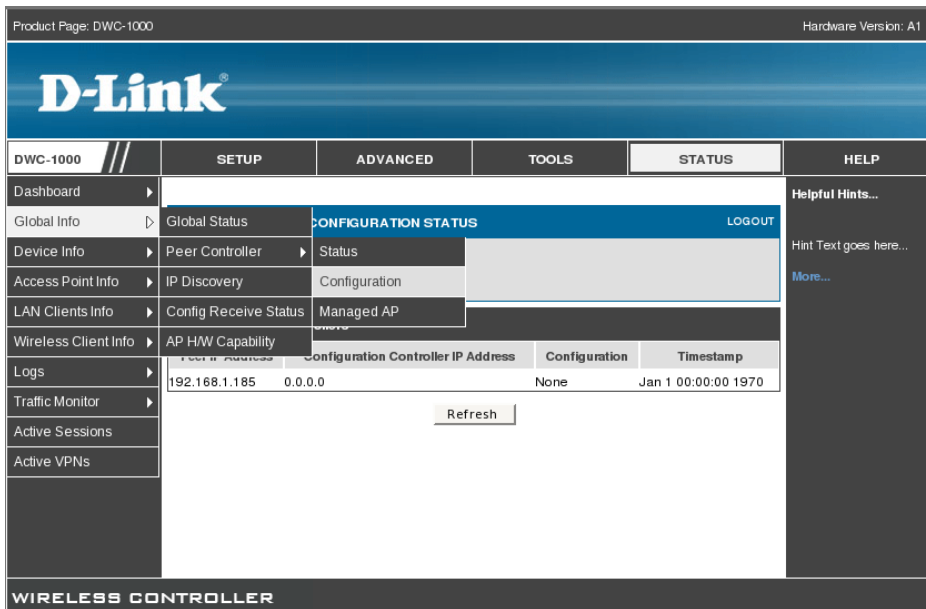 Product Page: DWC-1000 Hardware Version: A1
D-Link®
DWC-1000 SETUP ADVANCED TOOLS STATUS HELP
Dashboard
Global Info
Device Info
Access Point Info
LAN Clients Info
Wireless Client Info
Logs
Traffic Monitor
Active Sessions
Active VPNs
Global Status
Peer Controller
IP Discovery
Config Receive Status
AP H/W Capability
Status
Configuration
Managed AP
CONFIGURATION STATUS LOGOUT
Peer IP Address Configuration Controller IP Address Configuration Timestamp
192.168.1.185 0.0.0.0 None Jan 1 00:00:00 1970
Refresh
Helpful Hints...
Hint Text goes here...
More...
WIRELESS CONTROLLER